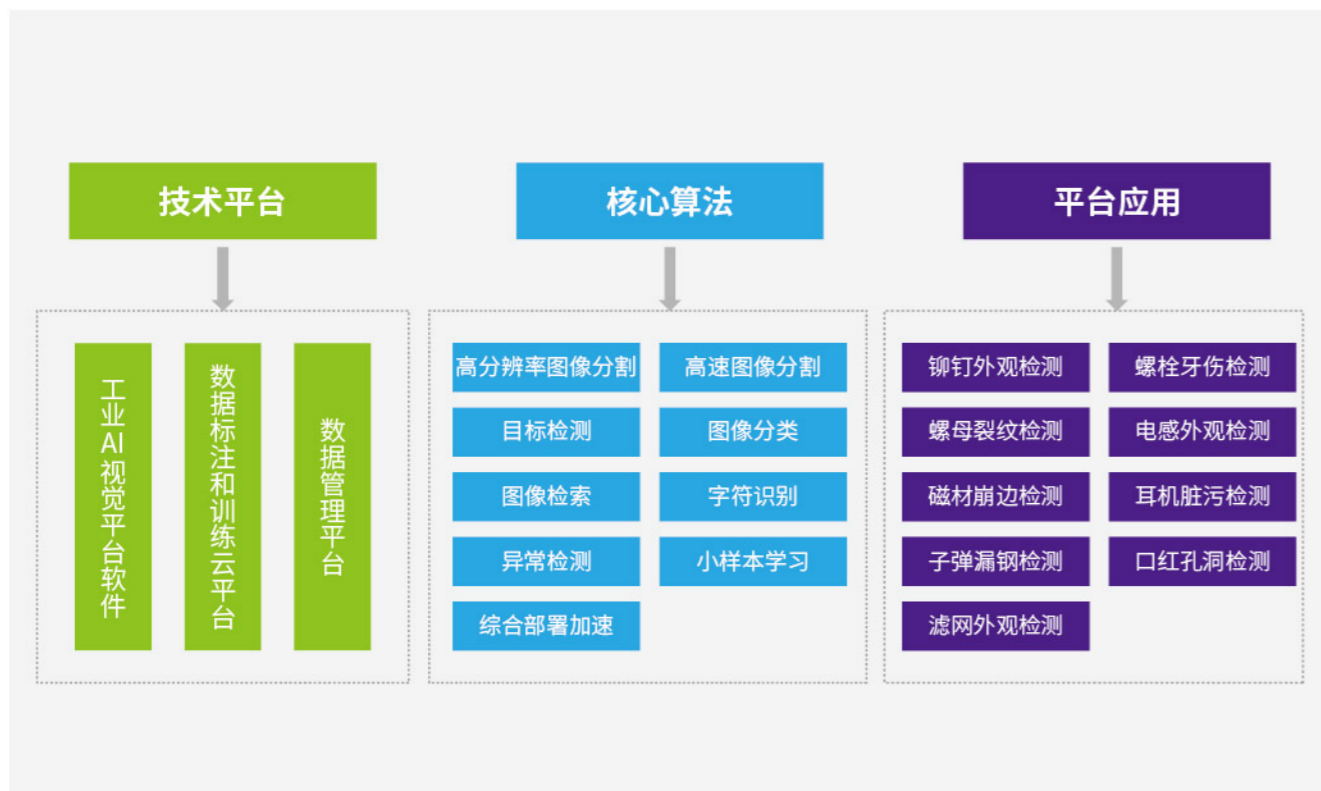 技术平台
工业AI视觉平台软件
数据标注和训练云平台
数据管理平台
核心算法
高分辨率图像分割
高速图像分割
目标检测
图像分类
图像检索
字符识别
异常检测
小样本学习
综合部署加速
平台应用
铆钉外观检测
螺栓牙伤检测
螺母裂纹检测
电感外观检测
磁材崩边检测
耳机脏污检测
子弹漏钢检测
口红孔洞检测
滤网外观检测